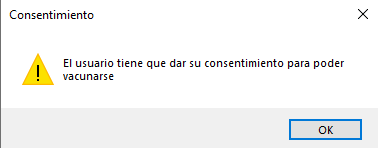 Consentimiento
El usuario tiene que dar su consentimiento para poder
vacunarse
OK